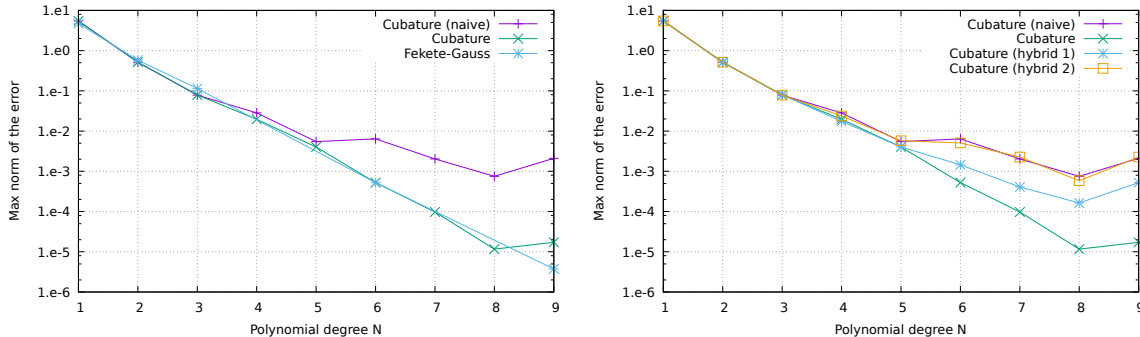 1.e1
1.e0
1.e-1
1.e-2
1.e-3
1.e-4
1.e-5
1.e-6
1 2 3 4 5 6 7 8 9
Max norm of the error
Polynomial degree N
Cubature (naive)
Cubature
Fekete-Gauss
1.e1
1.e0
1.e-1
1.e-2
1.e-3
1.e-4
1.e-5
1.e-6
1 2 3 4 5 6 7 8 9
Max norm of the error
Polynomial degree N
Cubature (naive)
Cubature
Cubature (hybrid 1)
Cubature (hybrid 2)